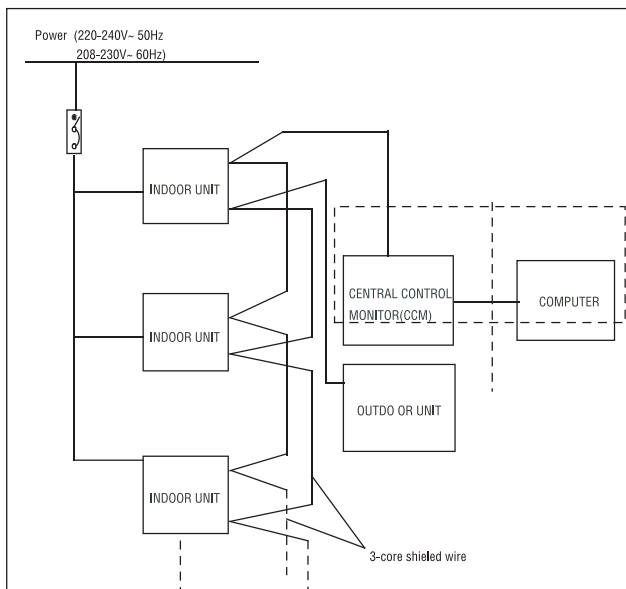 Power (220-240V~ 50Hz
208-230V~ 60Hz)
INDOOR UNIT
CENTRAL CONTROL
MONITOR(CCM)
COMPUTER
INDOOR UNIT
OUTDO OR UNIT
INDOOR UNIT
3-core shielded wire